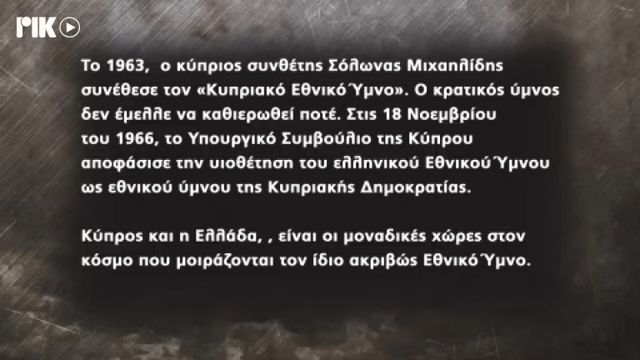 ΡΙΚ
Το 1963, ο κύπριος συνθέτης Σόλωνας Μιχαηλίδης
συνέθεσε τον «Κυπριακό Εθνικό Ύμνο». Ο κρατικός ύμνος
δεν έμελλε να καθιερωθεί ποτέ. Στις 18 Νοεμβρίου
του 1966, το Υπουργικό Συμβούλιο της Κύπρου
αποφάσισε την υιοθέτηση του ελληνικού Εθνικού Ύμνου
ως εθνικού ύμνου της Κυπριακής Δημοκρατίας.
Κύπρος και η Ελλάδα, , είναι οι μοναδικές χώρες στον
κόσμο που μοιράζονται τον ίδιο ακριβώς Εθνικό Ύμνο.